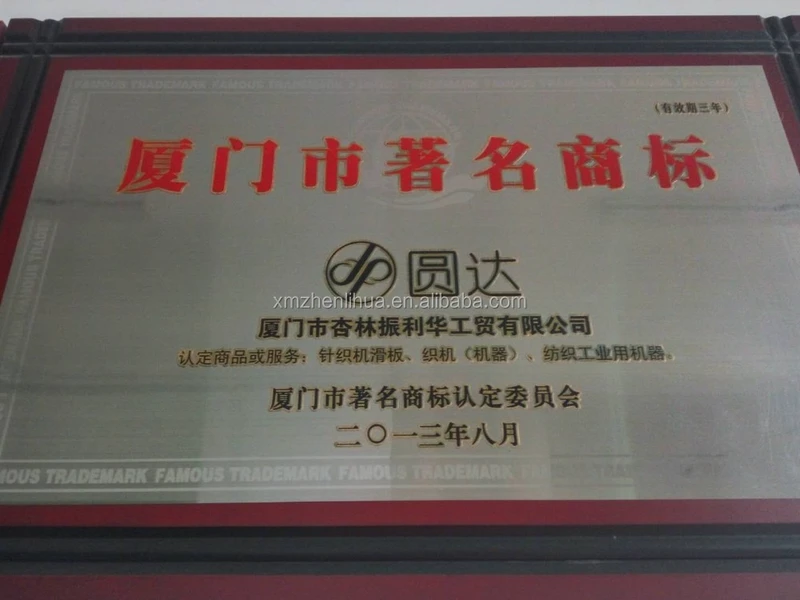 FAMOUS TRADEMARK FAMOUS TRADEMARK FAMOUS TRADEMARK
(有效期三年)
厦门市著名商标
圆达
xmzhenlihua.en.alibaba.com
厦门市杏林振利华工贸有限公司
认定商品或服务：针织机滑板、织机（机器）、纺织工业用机器。
厦门市著名商标认定委员会
二〇一三年八月
MOUS TRADEMARK FAMOUS TRADEMARK FAMOUS TRADEMARK FAMOUS TRADEMARK